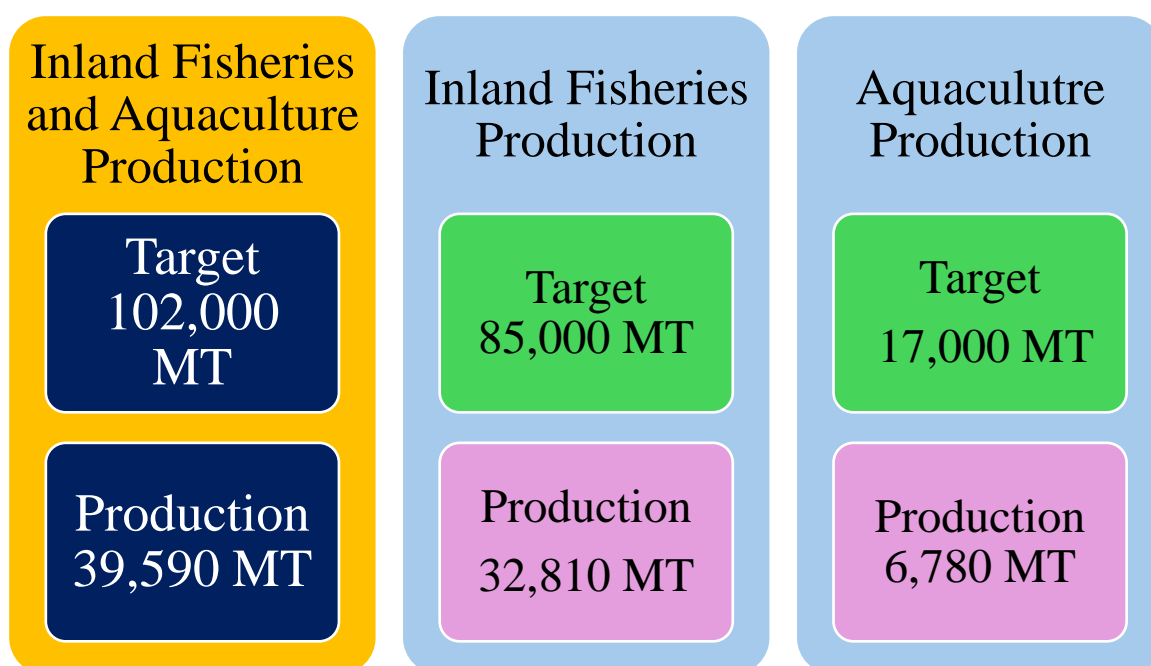 Inland Fisheries
and Aquaculture
Production
Target
102,000
MT
Production
39,590 MT
Inland Fisheries
Production
Target
85,000 MT
Production
32,810 MT
Aquaculutre
Production
Target
17,000 MT
Production
6,780 MT